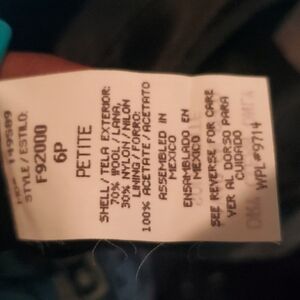 F49589
STYLE/ESTILO:
F92000
6P
PETITE
SHELL/TELA EXTERIOR:
70% WOOL/LANA,
30% NYLON/NILON
LINING/FORRO:
100% ACETATE/ACETATO
ASSEMBLED IN
MEXICO
ENSAMBLADO EN
MEXICO
SEE REVERSE FOR CARE
VER AL DORSO PARA
CUIDADO
WPL#9714